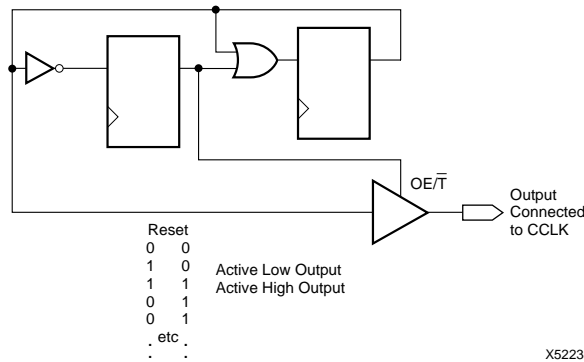 OE/T̅
Output
Connected
to CCLK
Reset
0 0
1 0 Active Low Output
1 1 Active High Output
0 1
0 1
. etc .
. .
X5223